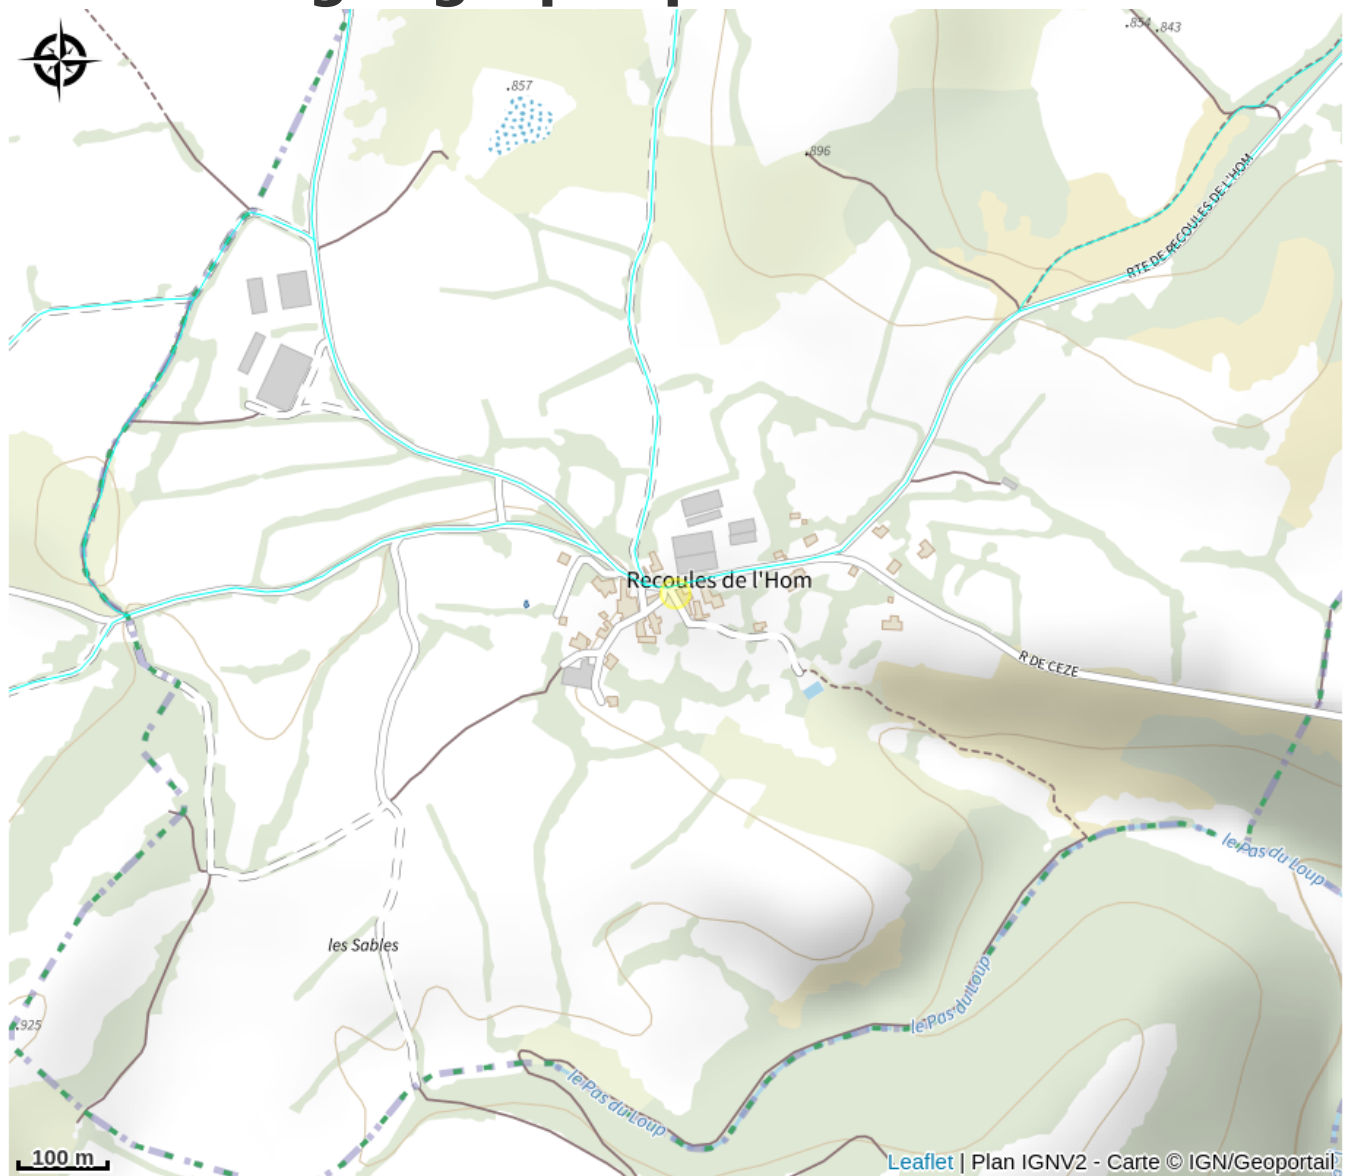 .854 .843
.857
.896
RTE DE RECOULES DE L'HOM
Recoules de l'Hom
R DE CEZE
le Pas du Loup
les Sables
le Pas du Loup
.925
le Pas du Loup
100 m
Leaflet | Plan IGNV2 - Carte © IGN/Geoportail